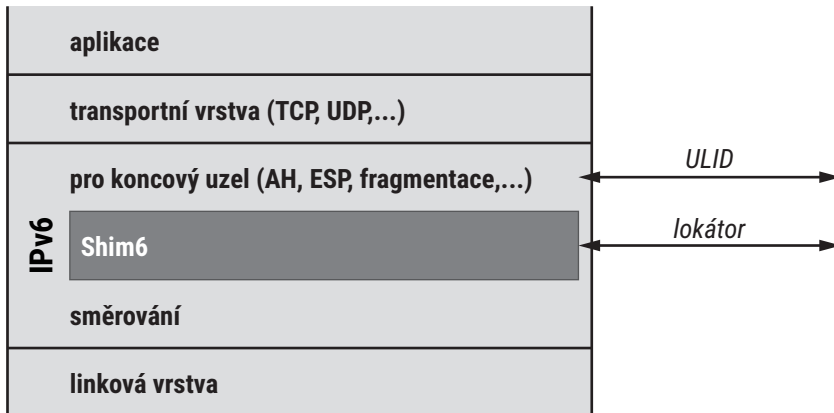 aplikace
transportní vrstva (TCP, UDP,...)
pro koncový uzel (AH, ESP, fragmentace,...)
ULID
IPv6
Shim6
lokátor
směrování
linková vrstva